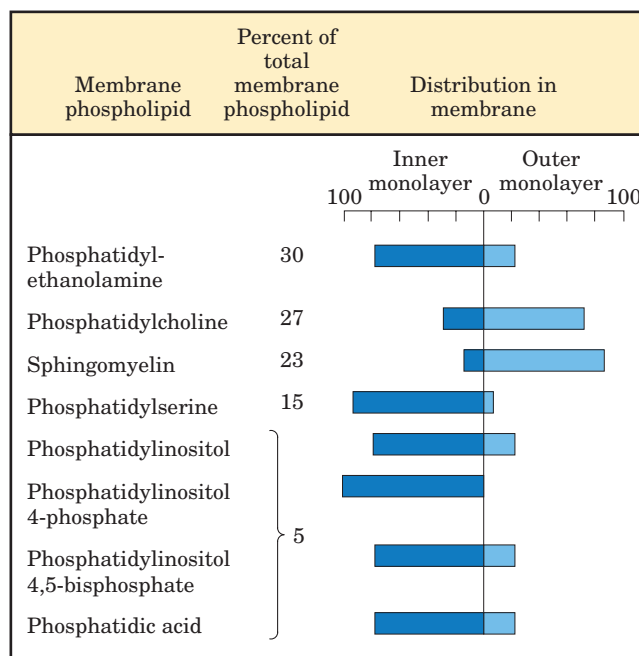 Membrane
phospholipid
Percent of
total
membrane
phospholipid
Distribution in
membrane
Inner
monolayer
Outer
monolayer
100
0
100
Phosphatidyl-
ethanolamine
30
Phosphatidylcholine
27
Sphingomyelin
23
Phosphatidylserine
15
Phosphatidylinositol
Phosphatidylinositol
4-phosphate
Phosphatidylinositol
4,5-bisphosphate
Phosphatidic acid
5